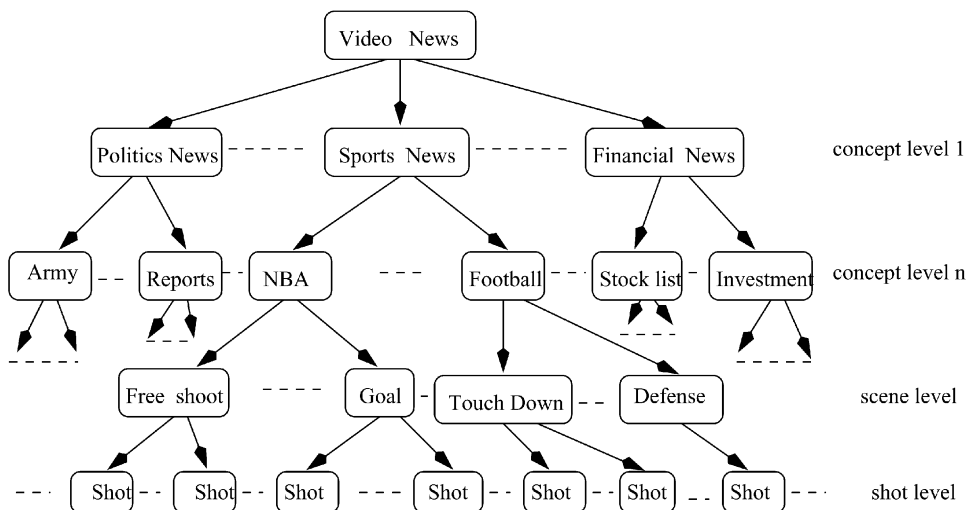 Video News
Politics News Sports News Financial News concept level 1
Army Reports NBA Football Stock list Investment concept level n
Free shoot Goal Touch Down Defense scene level
Shot Shot Shot Shot Shot Shot Shot shot level